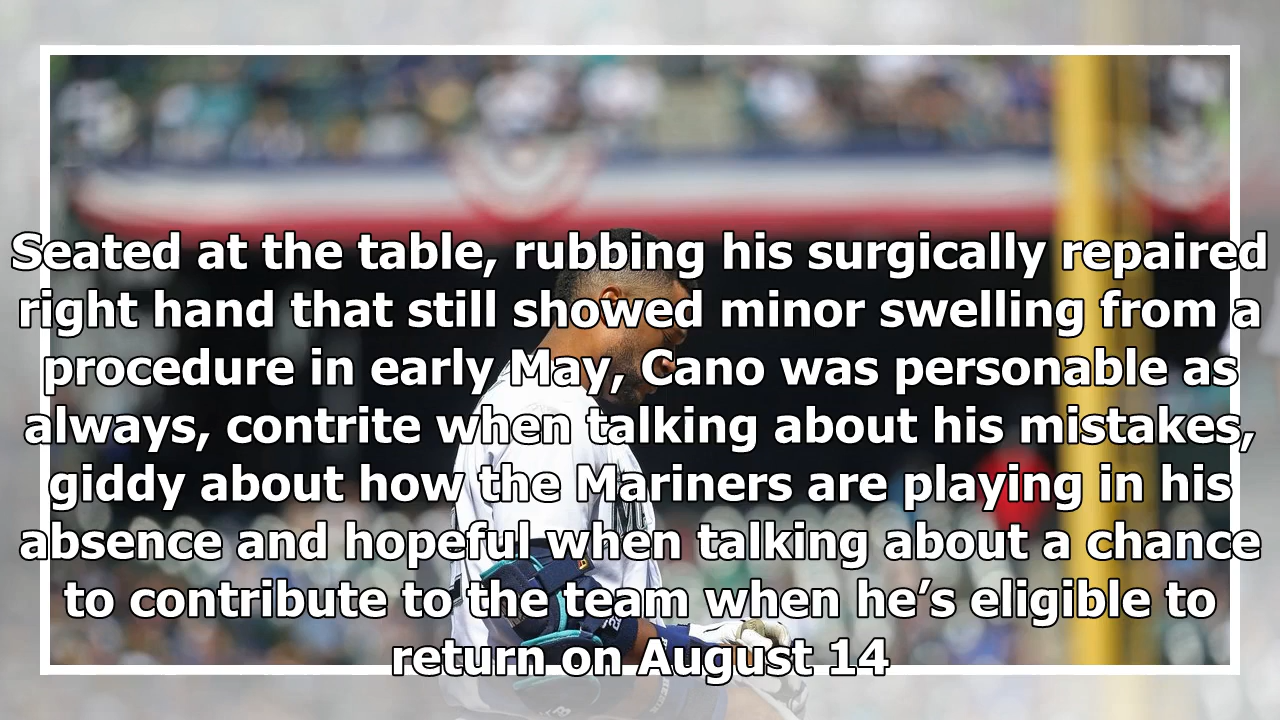 Seated at the table, rubbing his surgically repaired
right hand that still showed minor swelling from a
procedure in early May, Cano was personable as
always, contrite when talking about his mistakes,
giddy about how the Mariners are playing in his
absence and hopeful when talking about a chance
to contribute to the team when he’s eligible to
return on August 14